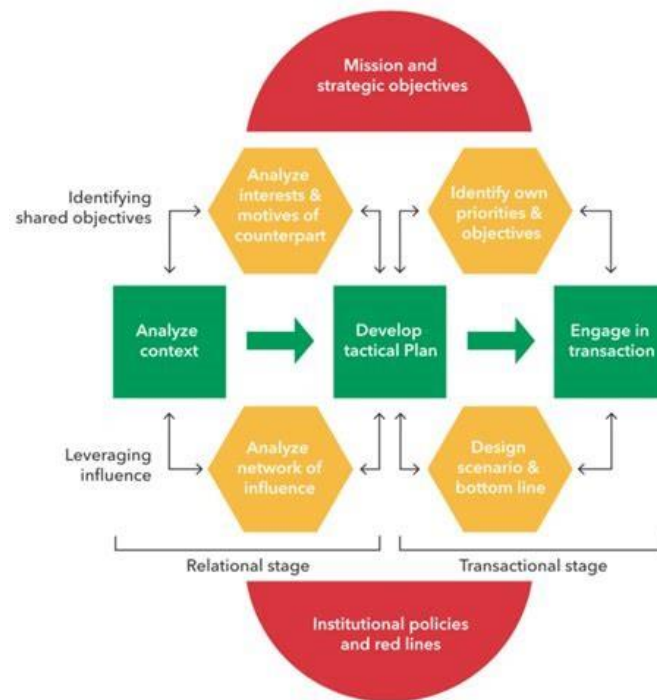 Mission and
strategic objectives
Identifying
shared objectives
Analyze
interests &
motives of
counterpart
Identify own
priorities &
objectives
Analyze
context
Develop
tactical Plan
Engage in
transaction
Leveraging
influence
Analyze
network of
influence
Design
scenario &
bottom line
Relational stage
Transactional stage
Institutional policies
and red lines